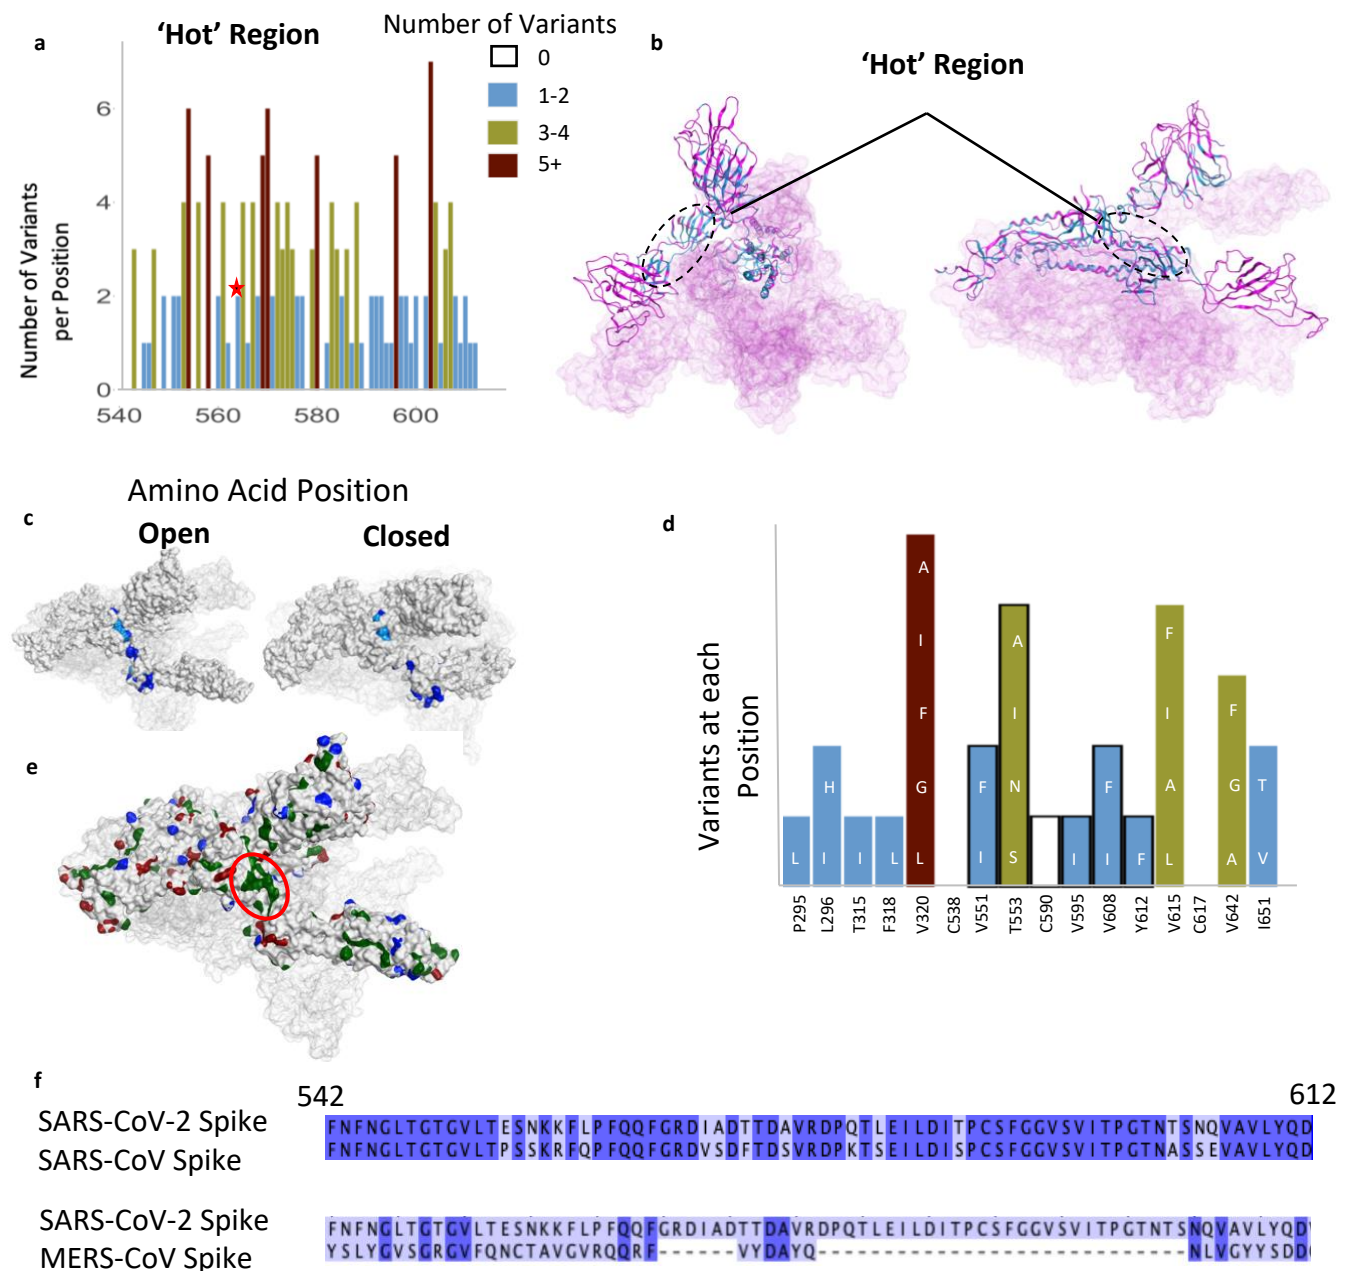 a
'Hot' Region
Number of Variants
0
1-2
3-4
5+
Number of Variants
per Position
6
4
2
0
540 560 580 600
Amino Acid Position
b
'Hot' Region
c
Open
Closed
d
Variants at each
Position
L
H
I
I
L
A
I
F
G
L
F
I
A
I
N
S
I
F
I
F
F
I
A
L
F
G
A
T
V
P295
L296
T315
F318
V320
C538
V551
T553
C590
V595
V608
Y612
V615
C617
V642
I651
e
f
542 612
SARS-CoV-2 Spike FNFNGLTGTGVLTESNKKFLPFQQFGRDIADTTDAVRDPQTLEILDITPCSFGGVSVITPGTNTSNQVAVLYQD
SARS-CoV Spike FNFNGLTGTGVLTPSSKRFQPFQQFGRDVSDFTDSVRDPKTSEILDISPCSFGGVSVITPGTNASSEVAVLYQD
SARS-CoV-2 Spike FNFNGLTGTGVLTESNKKFLPFQQFGRDIADTTDAVRDPQTLEILDITPCSFGGVSVITPGTNTSNQVAVLYQD
MERS-CoV Spike YSLYGVSGRGVFQNCTAVGVRQQRF------VYDAYQ----------------------------NLVGYYSDD